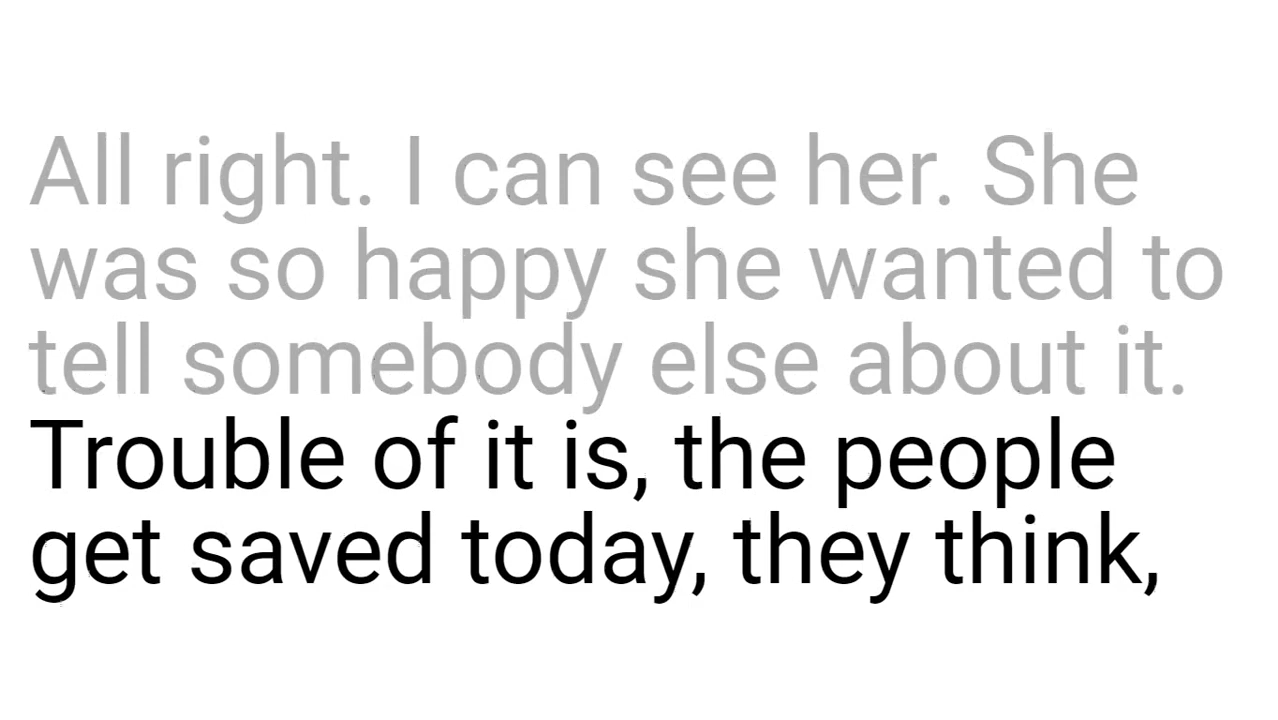 All right. I can see her. She
was so happy she wanted to
tell somebody else about it.
Trouble of it is, the people
get saved today, they think,